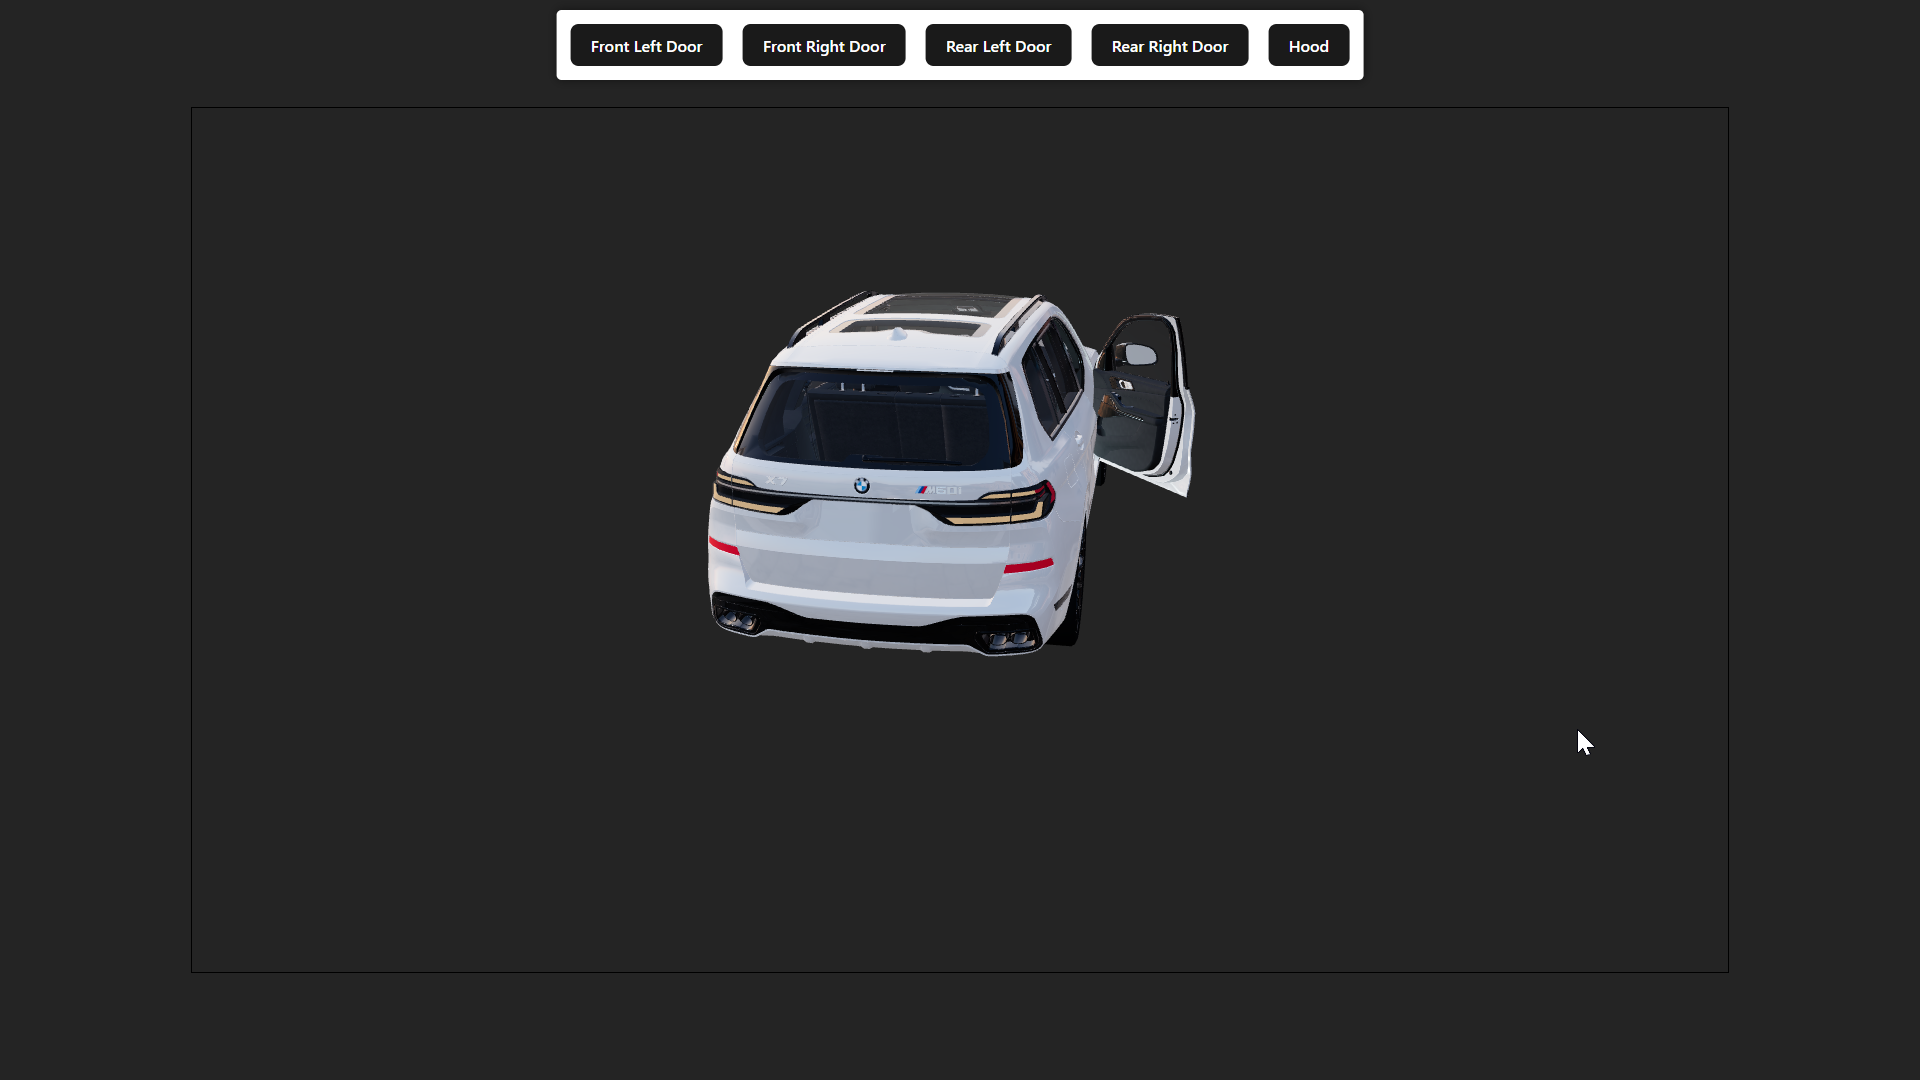 Front Left Door
Front Right Door
Rear Left Door
Rear Right Door
Hood
X7
M60i